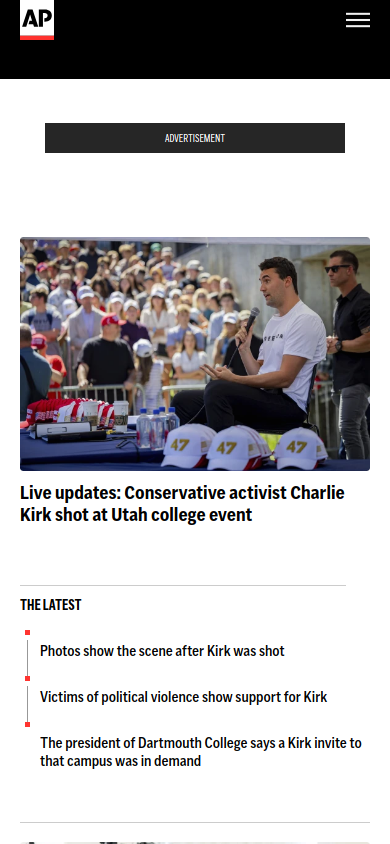 AP
ADVERTISEMENT
47
47
47
Live updates: Conservative activist Charlie
Kirk shot at Utah college event
THE LATEST
Photos show the scene after Kirk was shot
Victims of political violence show support for Kirk
The president of Dartmouth College says a Kirk invite to
that campus was in demand